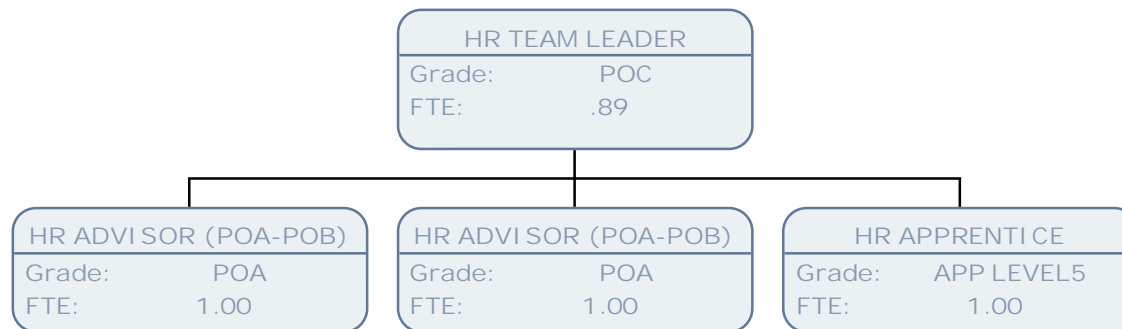 HR TEAM LEADER
Grade: POC
FTE: .89
HR ADVISOR (POA-POB)
Grade: POA
FTE: 1.00
HR ADVISOR (POA-POB)
Grade: POA
FTE: 1.00
HR APPRENTICE
Grade: APP LEVEL5
FTE: 1.00